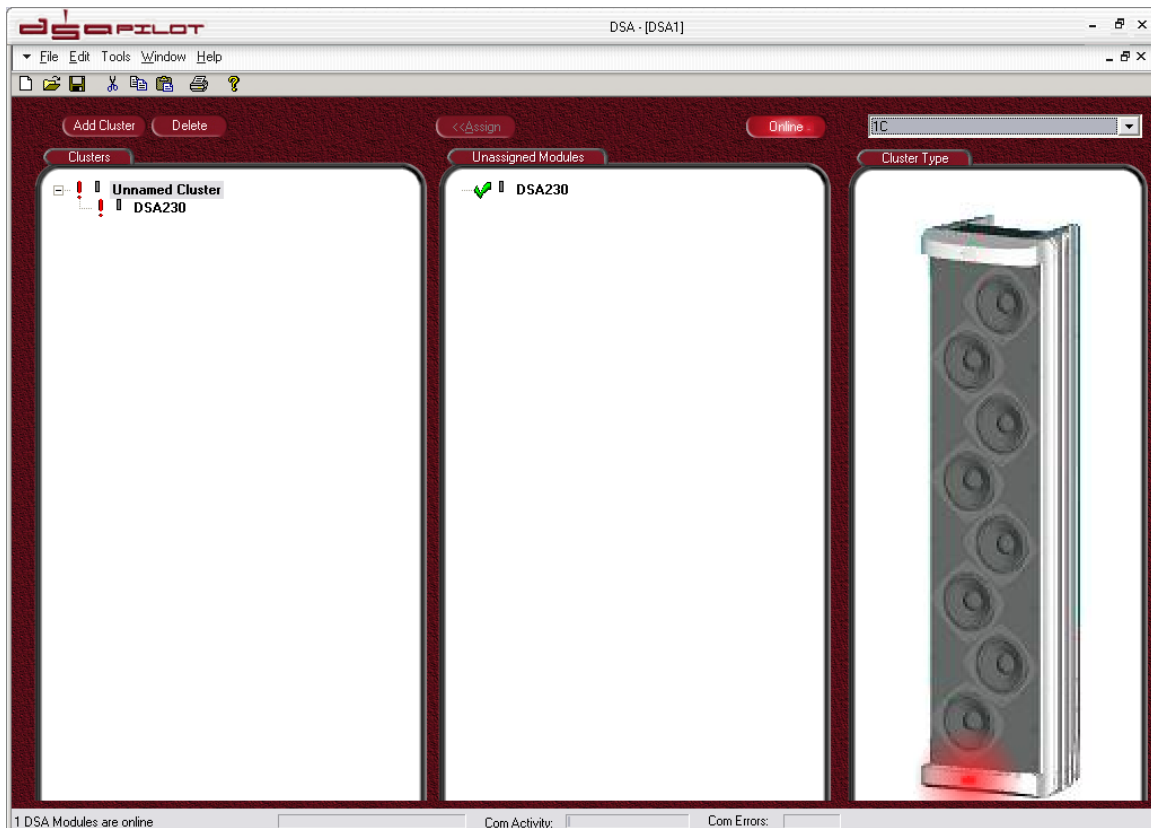 dsa PILOT
DSA - [DSA1]
File Edit Tools Window Help
Add Cluster Delete <<Assign Online 1C
Clusters Unassigned Modules Cluster Type
Unnamed Cluster DSA230
DSA230
1 DSA Modules are online Com Activity: Com Errors: